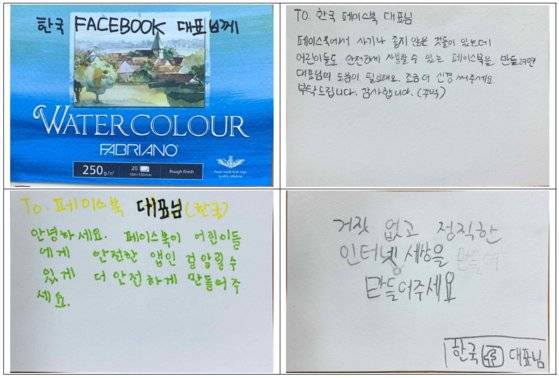 한국 FACEBOOK 대표님께
WATERCOLOUR
FABRIANO
250 g/㎡
20
Rough finish
TO. 한국 페이스북 대표님
페이스북에서 사기나 좋지 않은 것들이 있는데
어린이들도 안전하게 사용할 수 있는 페이스북을 만들려면
대표님의 도움이 필요해요. 조금 더 신경 써주세요
부탁드립니다. 감사합니다. (꾸벅)
To. 페이스북 대표님 (한국)
안녕하세요. 페이스북이 어린이들
에게 안전한 앱인 걸 알릴 수
있게 더 안전하게 만들어주
세요.
거짓 없고 정직한
인터넷 세상을 만들어
만들어주세요
한국 대표님